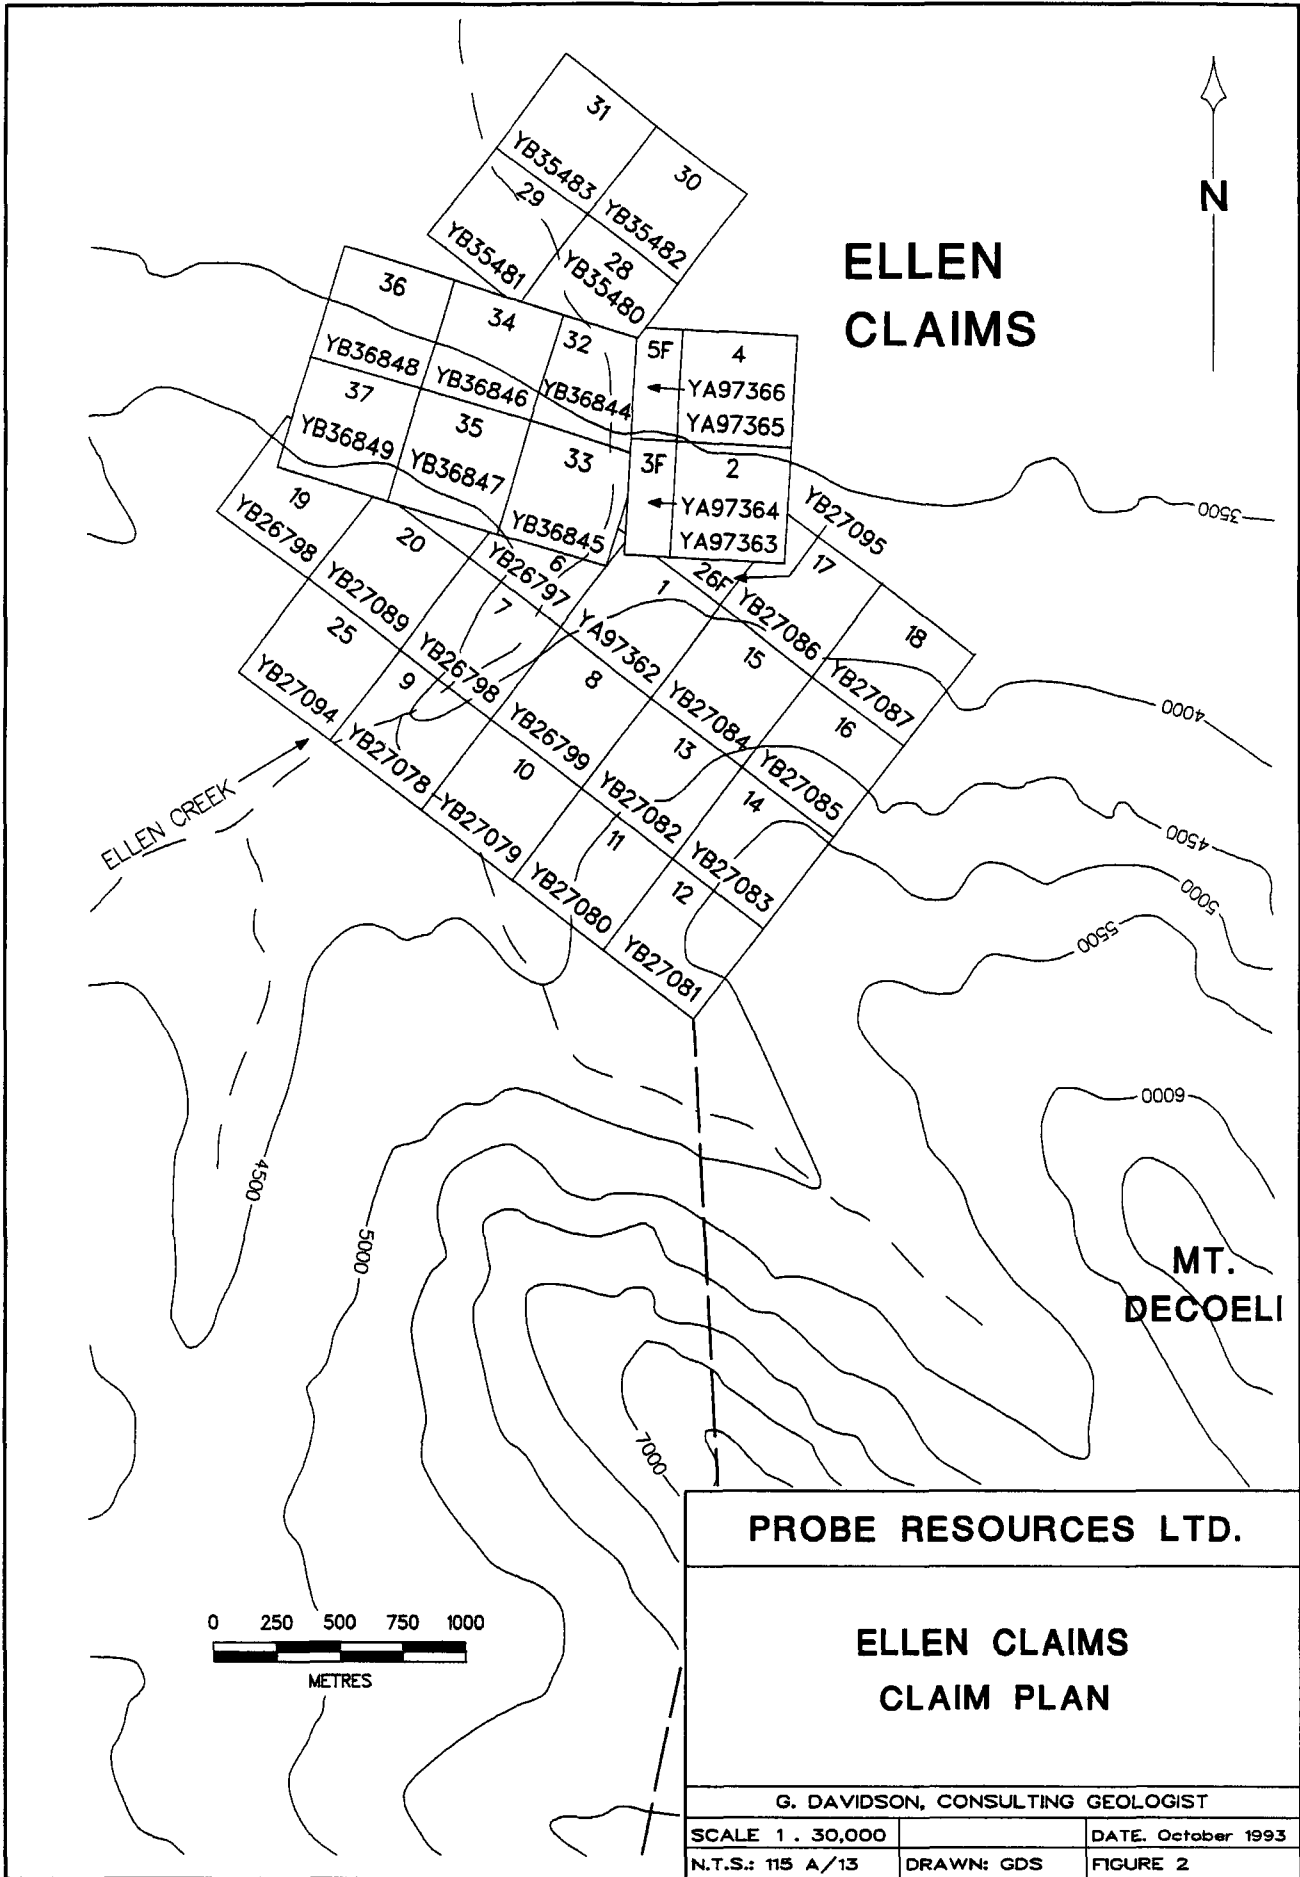 31
YB35483
30
YB35482
29
YB35481
28
YB35480
N
ELLEN
CLAIMS
36
YB36848
34
YB36846
32
YB36844
5F
4
YA97366
YA97365
37
YB36849
35
YB36847
33
YB36845
3F
2
YA97364
YA97363
YB27095
3500
19
YB26798
20
YB27089
6
YB26797
7
YB26798
1
YA97362
26F
17
YB27086
18
YB27087
25
YB27094
9
YB27078
8
YB26799
15
YB27084
16
YB27085
4000
10
YB27079
13
YB27082
14
YB27083
4500
11
YB27080
12
YB27081
5000
5500
ELLEN CREEK
6000
4500
5000
MT.
DECOELI
7000
PROBE RESOURCES LTD.
ELLEN CLAIMS
CLAIM PLAN
0 250 500 750 1000
METRES
G. DAVIDSON, CONSULTING GEOLOGIST
SCALE 1 . 30,000
DATE. October 1993
N.T.S.: 115 A/13
DRAWN: GDS
FIGURE 2